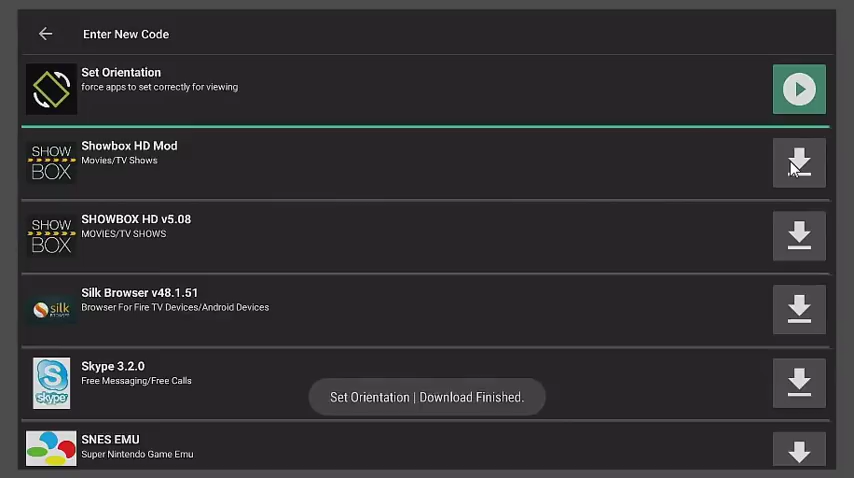 Enter New Code
Set Orientation
force apps to set correctly for viewing
SHOW
BOX
Showbox HD Mod
Movies/TV Shows
SHOW
BOX
SHOWBOX HD v5.08
MOVIES/TV SHOWS
silk
Silk Browser v48.1.51
Browser For Fire TV Devices/Android Devices
S
skype
Skype 3.2.0
Free Messaging/Free Calls
Set Orientation | Download Finished.
SNES EMU
Super Nintendo Game Emu